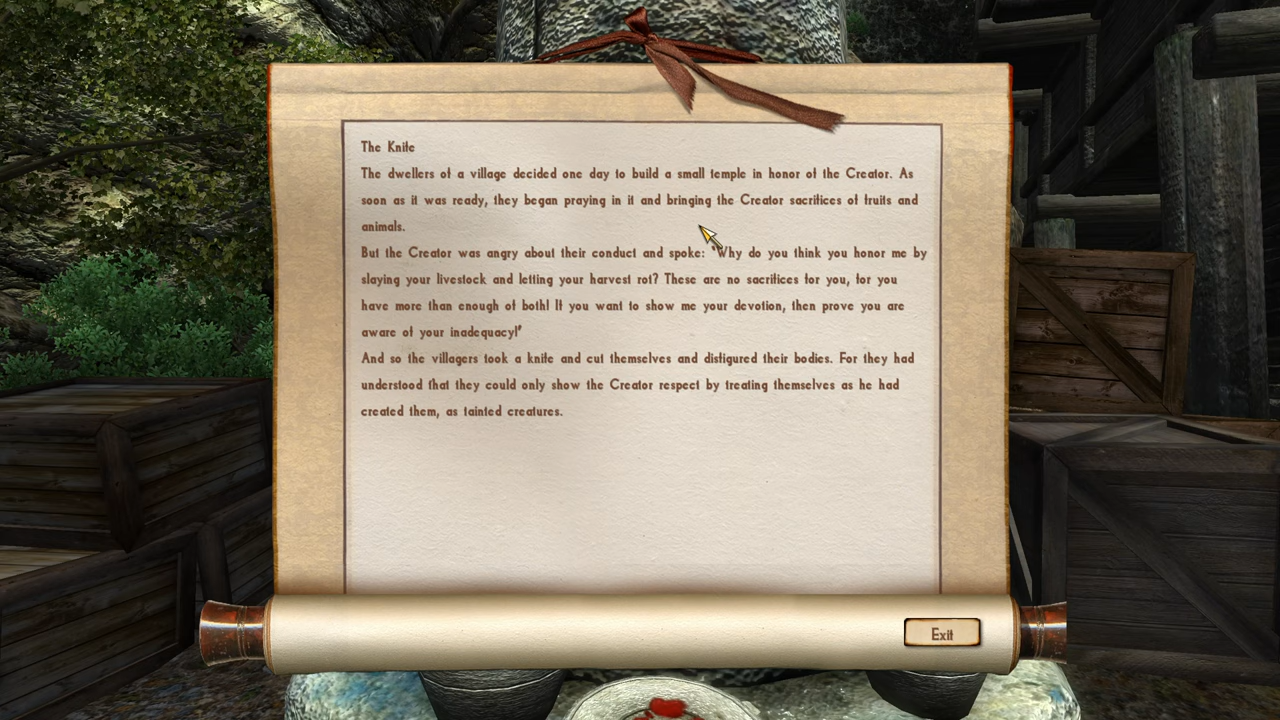 The Knife
The dwellers of a village decided one day to build a small temple in honor of the Creator. As
soon as it was ready, they began praying in it and bringing the Creator sacrifices of fruits and
animals.
But the Creator was angry about their conduct and spoke: "Why do you think you honor me by
slaying your livestock and letting your harvest rot? These are no sacrifices for you, for you
have more than enough of both! If you want to show me your devotion, then prove you are
aware of your inadequacy!"
And so the villagers took a knife and cut themselves and disfigured their bodies. For they had
understood that they could only show the Creator respect by treating themselves as he had
created them, as tainted creatures.
Exit